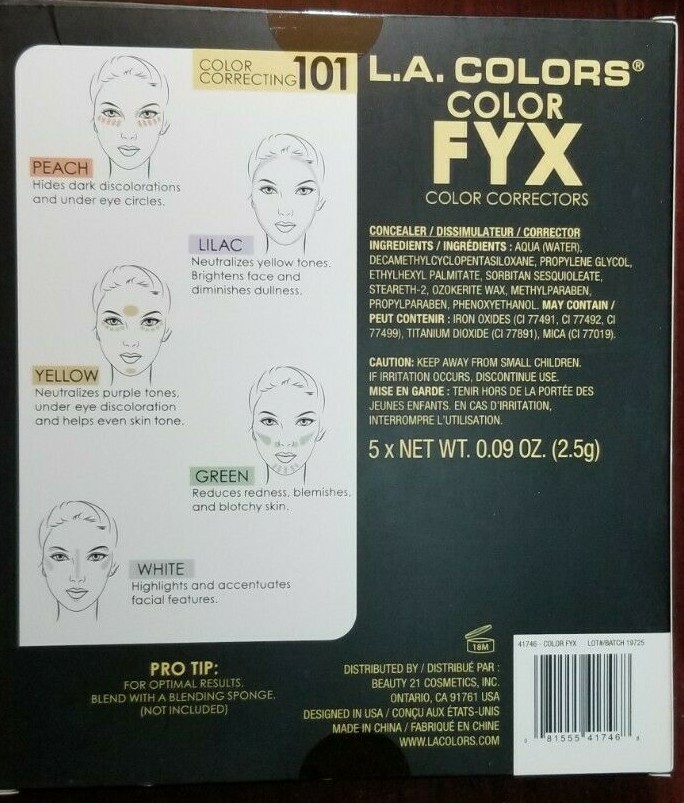 COLOR
CORRECTING 101
PEACH
Hides dark discolorations
and under eye circles.
LILAC
Neutralizes yellow tones.
Brightens face and
diminishes dullness.
YELLOW
Neutralizes purple tones,
under eye discoloration
and helps even skin tone.
GREEN
Reduces redness, blemishes,
and blotchy skin.
WHITE
Highlights and accentuates
facial features.
PRO TIP:
FOR OPTIMAL RESULTS.
BLEND WITH A BLENDING SPONGE.
(NOT INCLUDED)
L.A. COLORS®
COLOR
FYX
COLOR CORRECTORS
CONCEALER / DISSIMULATEUR / CORRECTOR
INGREDIENTS / INGRÉDIENTS : AQUA (WATER),
DECAMETHYLCYCLOPENTASILOXANE, PROPYLENE GLYCOL,
ETHYLHEXYL PALMITATE, SORBITAN SESQUIOLEATE,
STEARETH-2, OZOKERITE WAX, METHYLPARABEN,
PROPYLPARABEN, PHENOXYETHANOL. MAY CONTAIN /
PEUT CONTENIR : IRON OXIDES (CI 77491, CI 77492, CI
77499), TITANIUM DIOXIDE (CI 77891), MICA (CI 77019).
CAUTION: KEEP AWAY FROM SMALL CHILDREN.
IF IRRITATION OCCURS, DISCONTINUE USE.
MISE EN GARDE : TENIR HORS DE LA PORTÉE DES
JEUNES ENFANTS. EN CAS D'IRRITATION,
INTERROMPRE L'UTILISATION.
5 x NET WT. 0.09 OZ. (2.5g)
18M
DISTRIBUTED BY / DISTRIBUÉ PAR :
BEAUTY 21 COSMETICS, INC.
ONTARIO, CA 91761 USA
DESIGNED IN USA / CONÇU AUX ÉTATS-UNIS
MADE IN CHINA / FABRIQUÉ EN CHINE
WWW.LACOLORS.COM
41746 - COLOR FYX LOT#/BATCH 19725
0 81555 41746 3